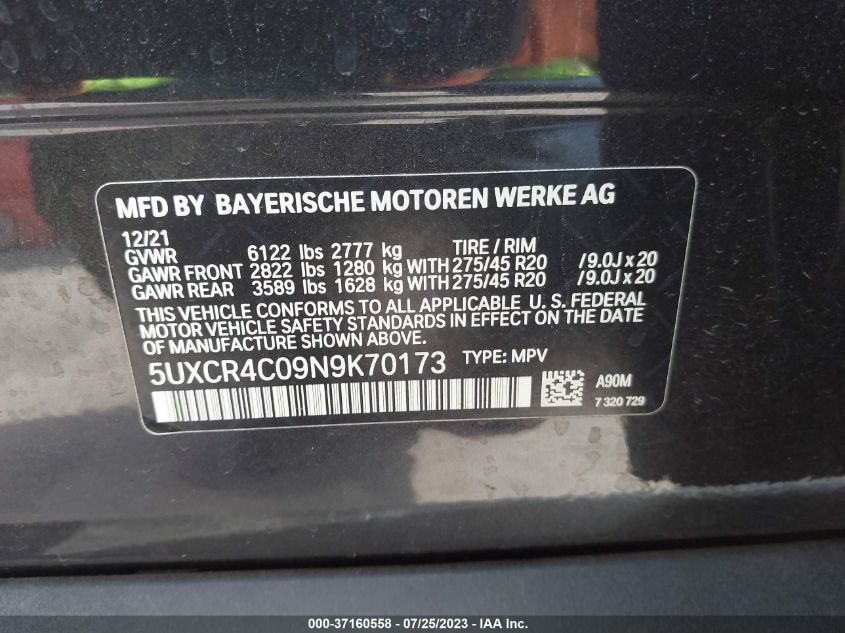 MFD BY BAYERISCHE MOTOREN WERKE AG
12/21
GVWR 6122 lbs 2777 kg TIRE / RIM
GAWR FRONT 2822 lbs 1280 kg WITH 275/45 R20 /9.0J x 20
GAWR REAR 3589 lbs 1628 kg WITH 275/45 R20 /9.0J x 20
THIS VEHICLE CONFORMS TO ALL APPLICABLE U. S. FEDERAL
MOTOR VEHICLE SAFETY STANDARDS IN EFFECT ON THE DATE
OF MANUFACTURE SHOWN ABOVE.
5UXCR4C09N9K70173 TYPE: MPV
A90M
7 320 729
000-37160558 - 07/25/2023 - IAA Inc.